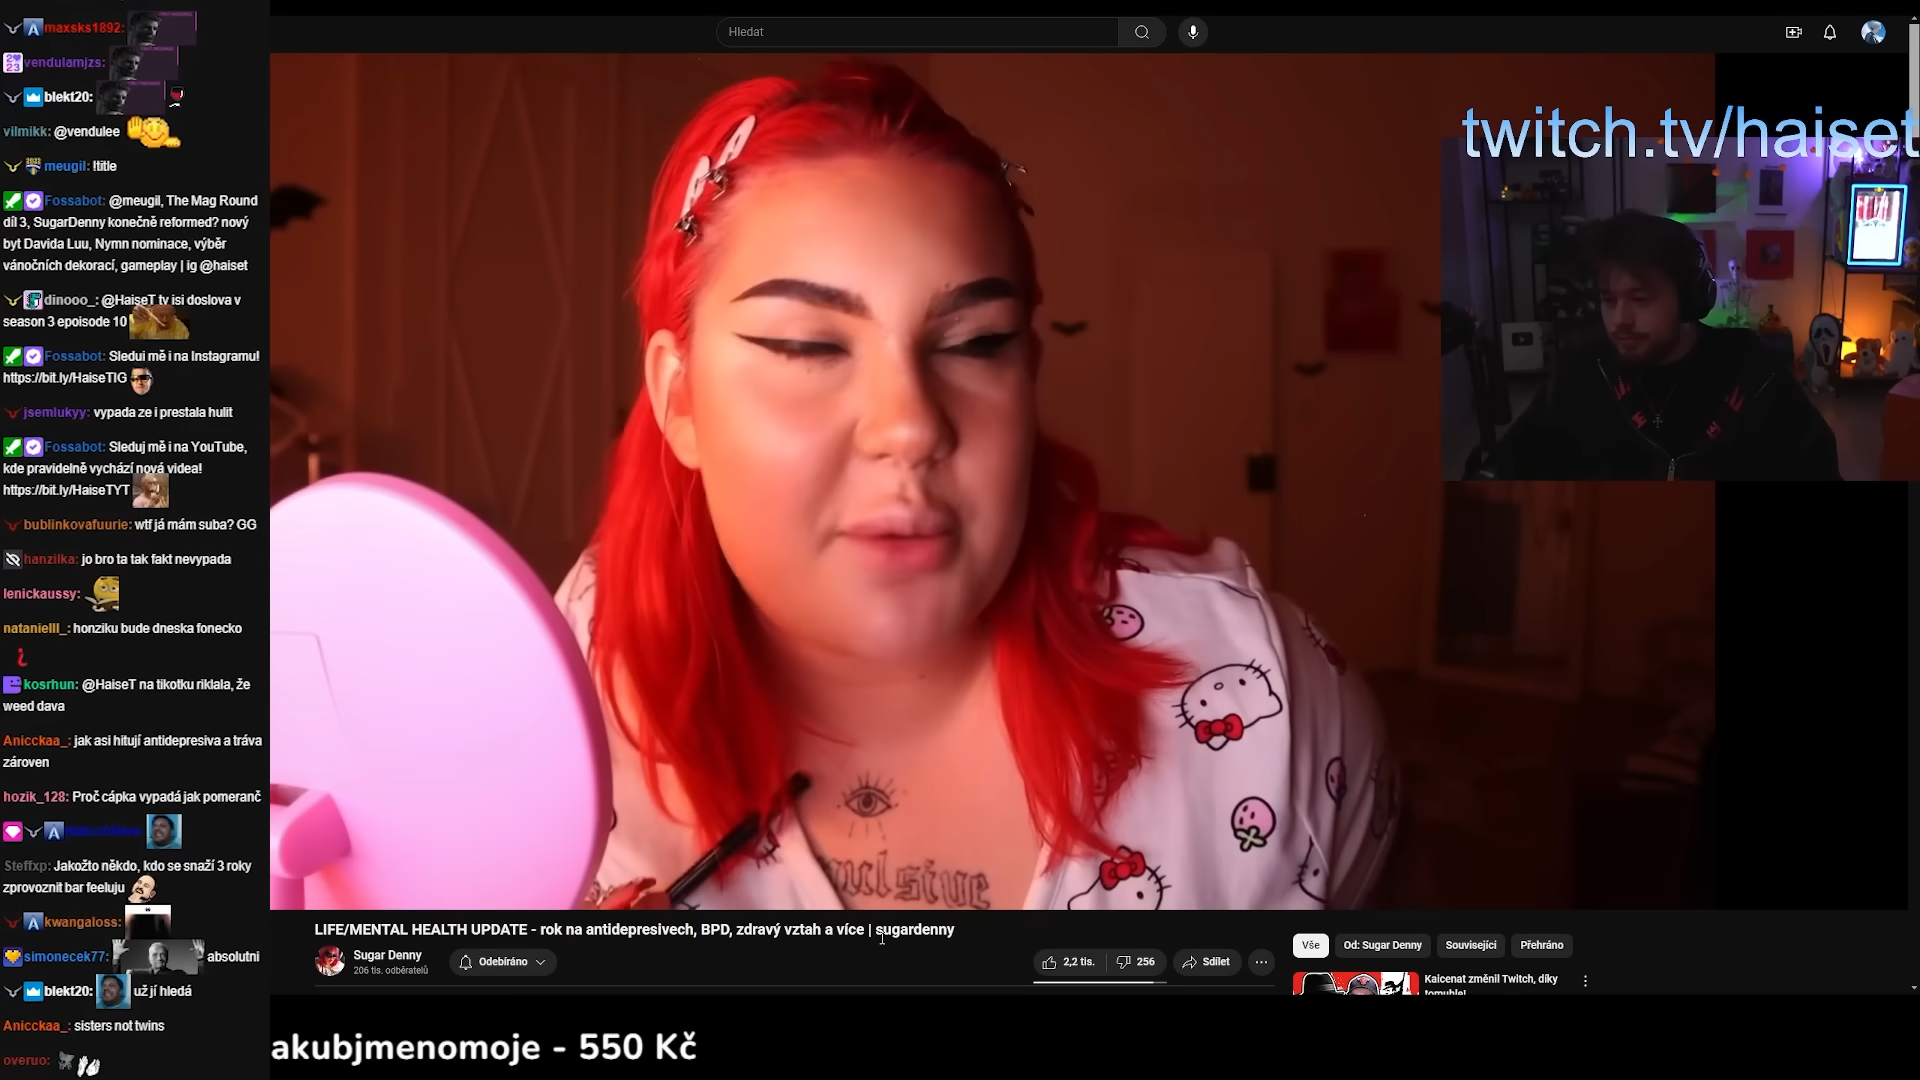 maxsks1892:
vendulamjzs:
blekt20:
vilmikk: @vendulee
meugil: !title
Fossabot: @meugil, The Mag Round
díl 3, SugarDenny konečně reformed? nový
byt Davida Luu, Nymn nominace, výběr
vánočních dekorací, gameplay | ig @haiset
dinooo_: @HaiseT ty jsi doslova v
season 3 epoisode 10
Fossabot: Sleduj mě i na Instagramu!
https://bit.ly/HaiseTIG
jsemlukyy: vypada ze i prestala hulit
Fossabot: Sleduj mě i na YouTube,
kde pravidelně vychází nová videa!
https://bit.ly/HaiseTYT
bublinkovafuurie: wtf já mám suba? GG
hanzilka: jo bro ta tak fakt nevypada
lenickaussy:
natanielll_: honziku bude dneska fonecko
kosrhun: @HaiseT na tikotku riklala, že
weed dava
Anicckaa_: jak asi hitují antidepresiva a tráva
zároven
hozik_128: Proč cápka vypadá jak pomeranč
Steffxp: Jakožto někdo, kdo se snaží 3 roky
zprovoznit bar feeluju
kwangaloss:
simonecek77: absolutni
blekt20: už jí hledá
Anicckaa_: sisters not twins
overuo:
Hledat
twitch.tv/haiset
LIFE/MENTAL HEALTH UPDATE - rok na antidepresivech, BPD, zdravý vztah a více | sugardenny
Sugar Denny
206 tis. odběratelů
Odebíráno
2,2 tis.
256
Sdílet
Vše
Od: Sugar Denny
Související
Přehráno
Kaicenat změnil Twitch, díky
tomuhle!
akubjmenomoje - 550 Kč